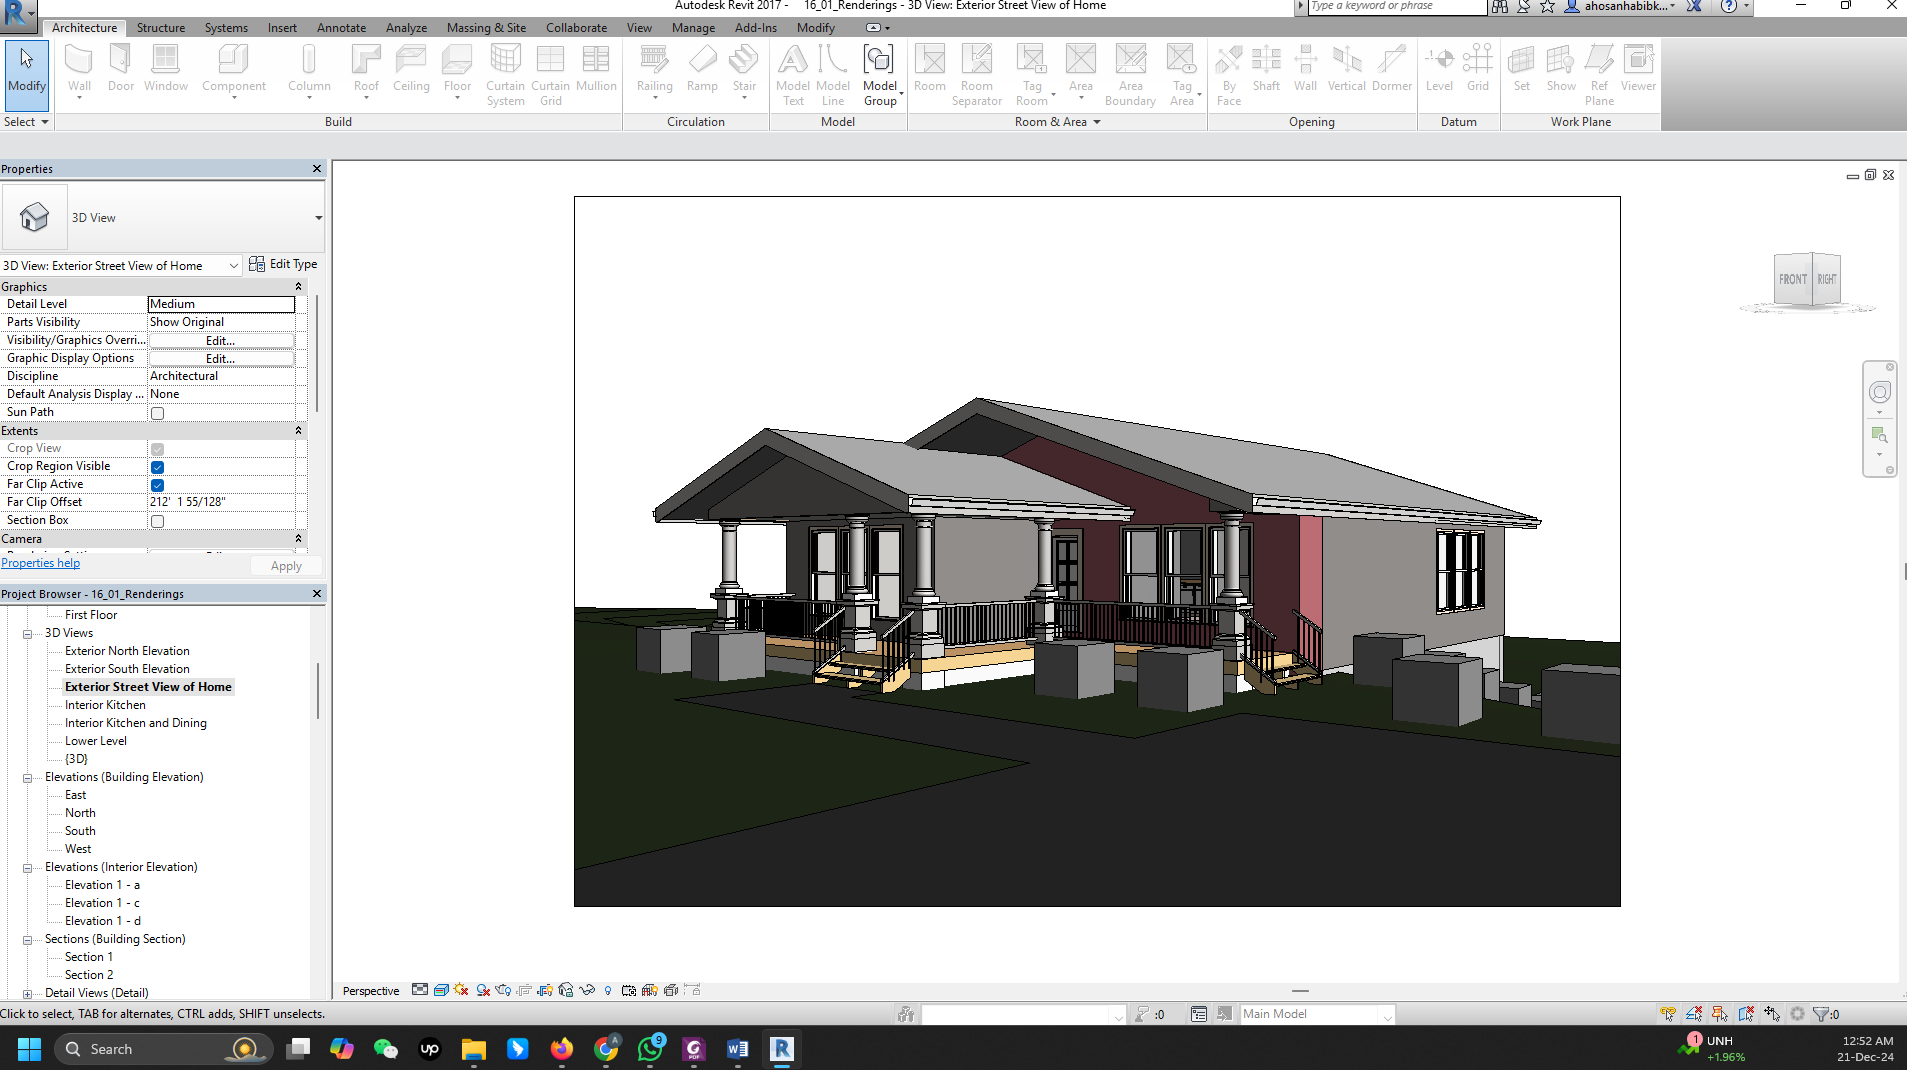 Autodesk Revit 2017 - 16_01_Renderings - 3D View: Exterior Street View of Home
Type a keyword or phrase
ahosanhabibk...
Architecture Structure Systems Insert Annotate Analyze Massing & Site Collaborate View Manage Add-Ins Modify
Modify
Wall
Door
Window
Component
Column
Roof
Ceiling
Floor
Curtain System
Curtain Grid
Mullion
Railing
Ramp
Stair
Model Text
Model Line
Model Group
Room
Room Separator
Tag Room
Area
Area Boundary
Tag Area
By Face
Shaft
Wall
Vertical
Dormer
Level
Grid
Set
Show
Ref Plane
Viewer
Select Build Circulation Model Room & Area Opening Datum Work Plane
Properties
3D View
3D View: Exterior Street View of Home
Edit Type
Graphics
Detail Level Medium
Parts Visibility Show Original
Visibility/Graphics Overri... Edit...
Graphic Display Options Edit...
Discipline Architectural
Default Analysis Display ... None
Sun Path
Extents
Crop View
Crop Region Visible
Far Clip Active
Far Clip Offset 212' 1 55/128"
Section Box
Camera
Properties help
Apply
Project Browser - 16_01_Renderings
First Floor
3D Views
Exterior North Elevation
Exterior South Elevation
Exterior Street View of Home
Interior Kitchen
Interior Kitchen and Dining
Lower Level
{3D}
Elevations (Building Elevation)
East
North
South
West
Elevations (Interior Elevation)
Elevation 1 - a
Elevation 1 - c
Elevation 1 - d
Sections (Building Section)
Section 1
Section 2
Detail Views (Detail)
FRONT RIGHT
Perspective
Click to select, TAB for alternates, CTRL adds, SHIFT unselects.
:0
Main Model
:0
Search
up
A
9
PDF
W
R
1
UNH
+1.96%
12:52 AM
21-Dec-24